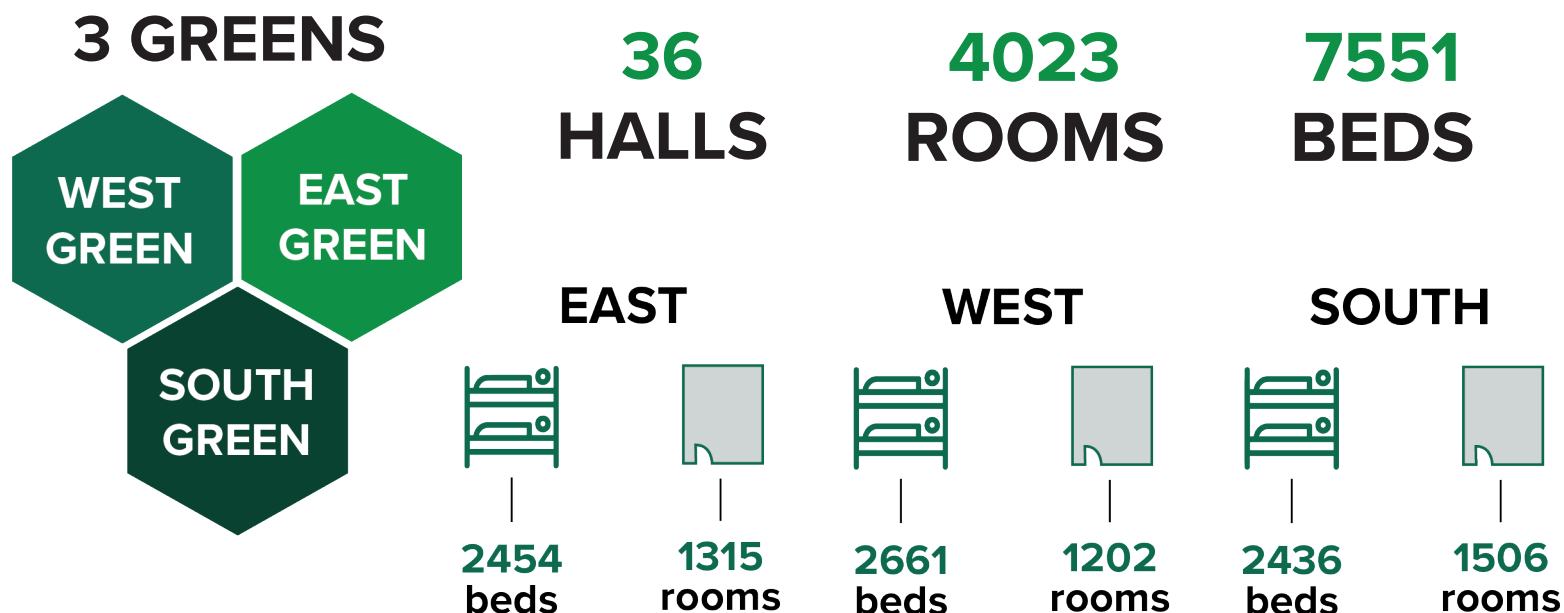 3 GREENS
WEST
GREEN
EAST
GREEN
SOUTH
GREEN
36
HALLS
4023
ROOMS
7551
BEDS
EAST
2454
beds
1315
rooms
WEST
2661
beds
1202
rooms
SOUTH
2436
beds
1506
rooms